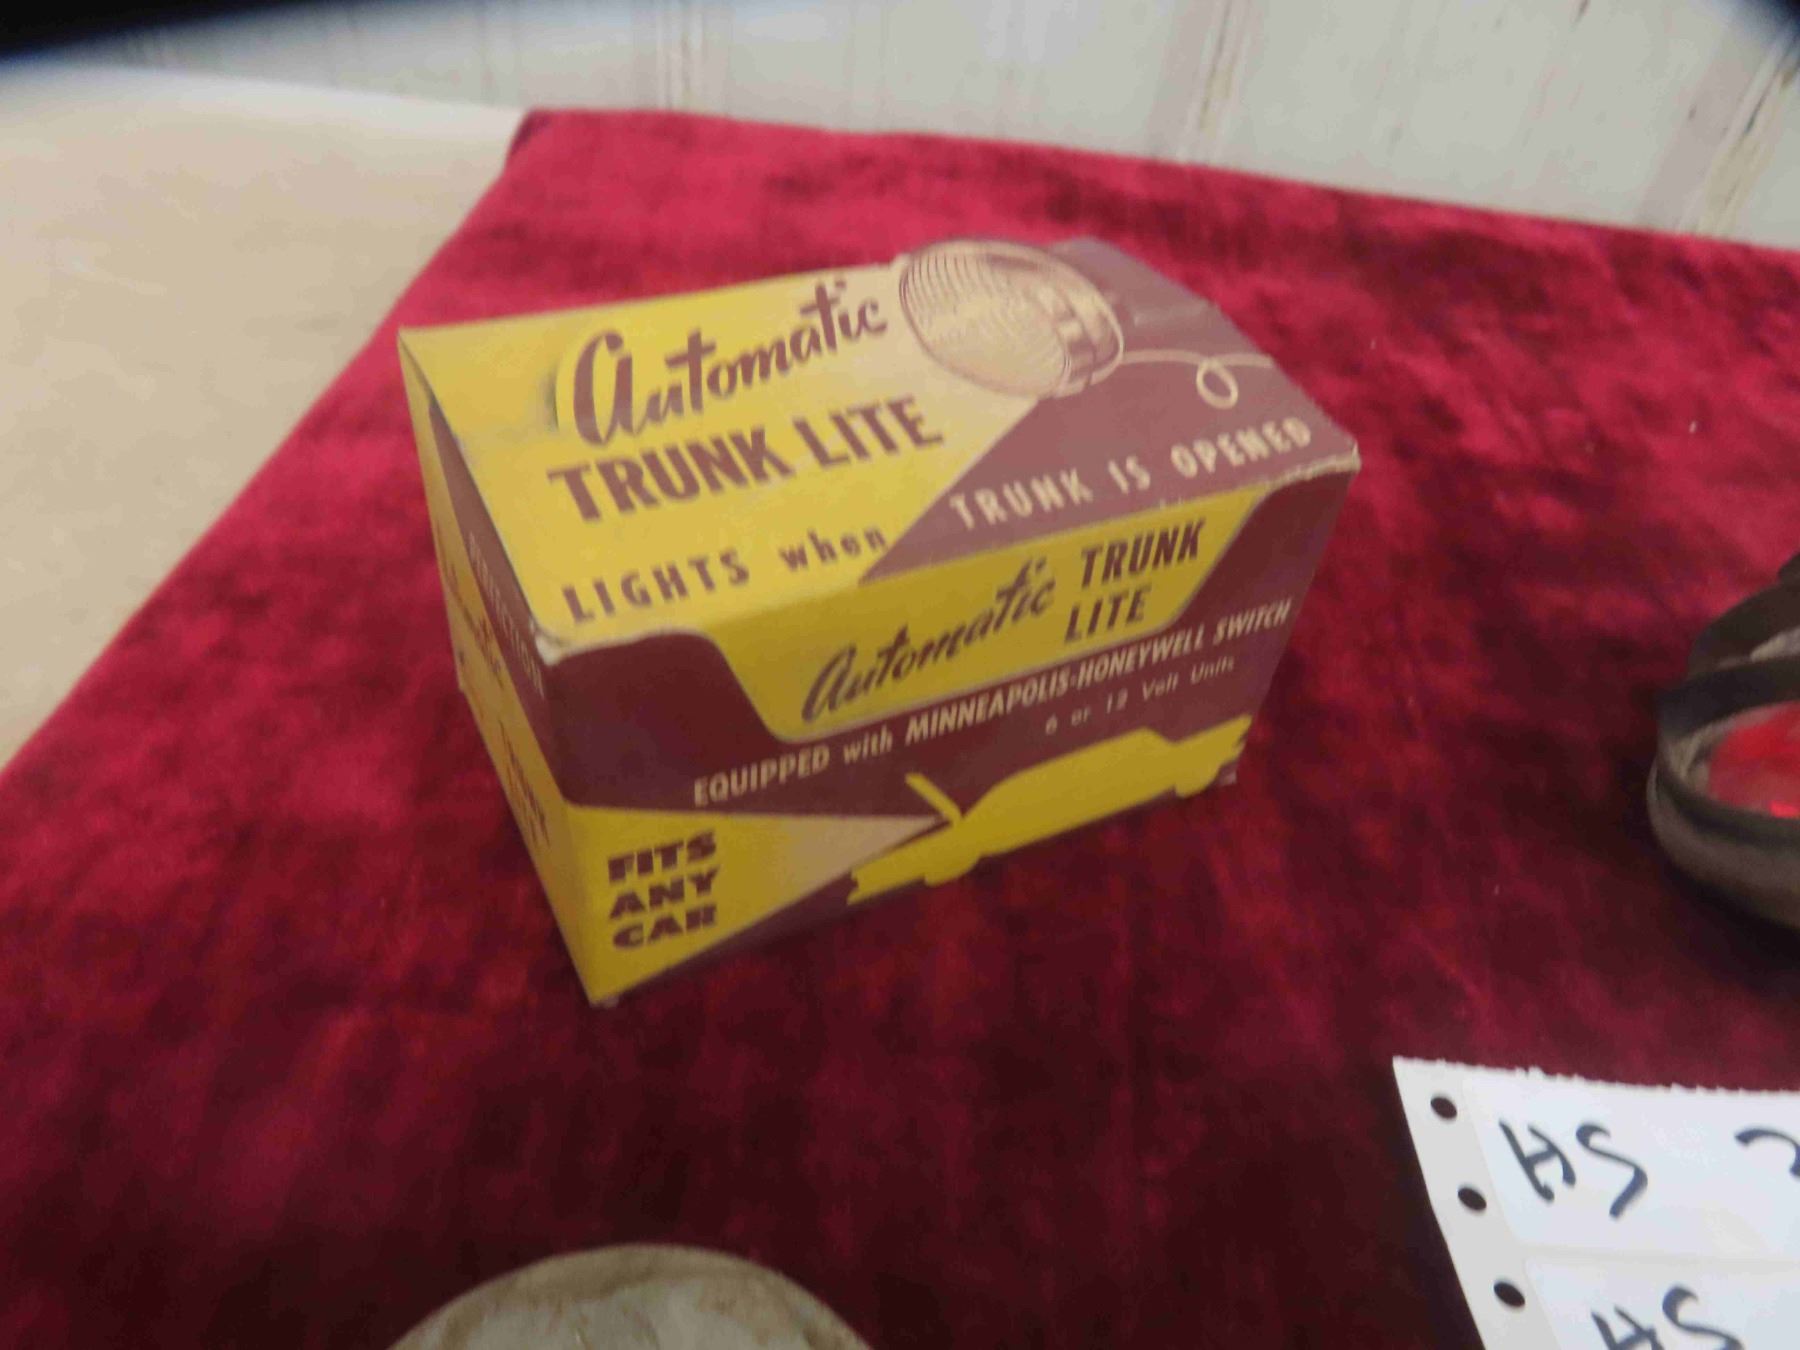 Automatic
TRUNK LITE
LIGHTS when TRUNK IS OPENED
Automatic TRUNK LITE
EQUIPPED with MINNEAPOLIS-HONEYWELL SWITCH
6 or 12 Volt Units
FITS
ANY
CAR
HS
HS